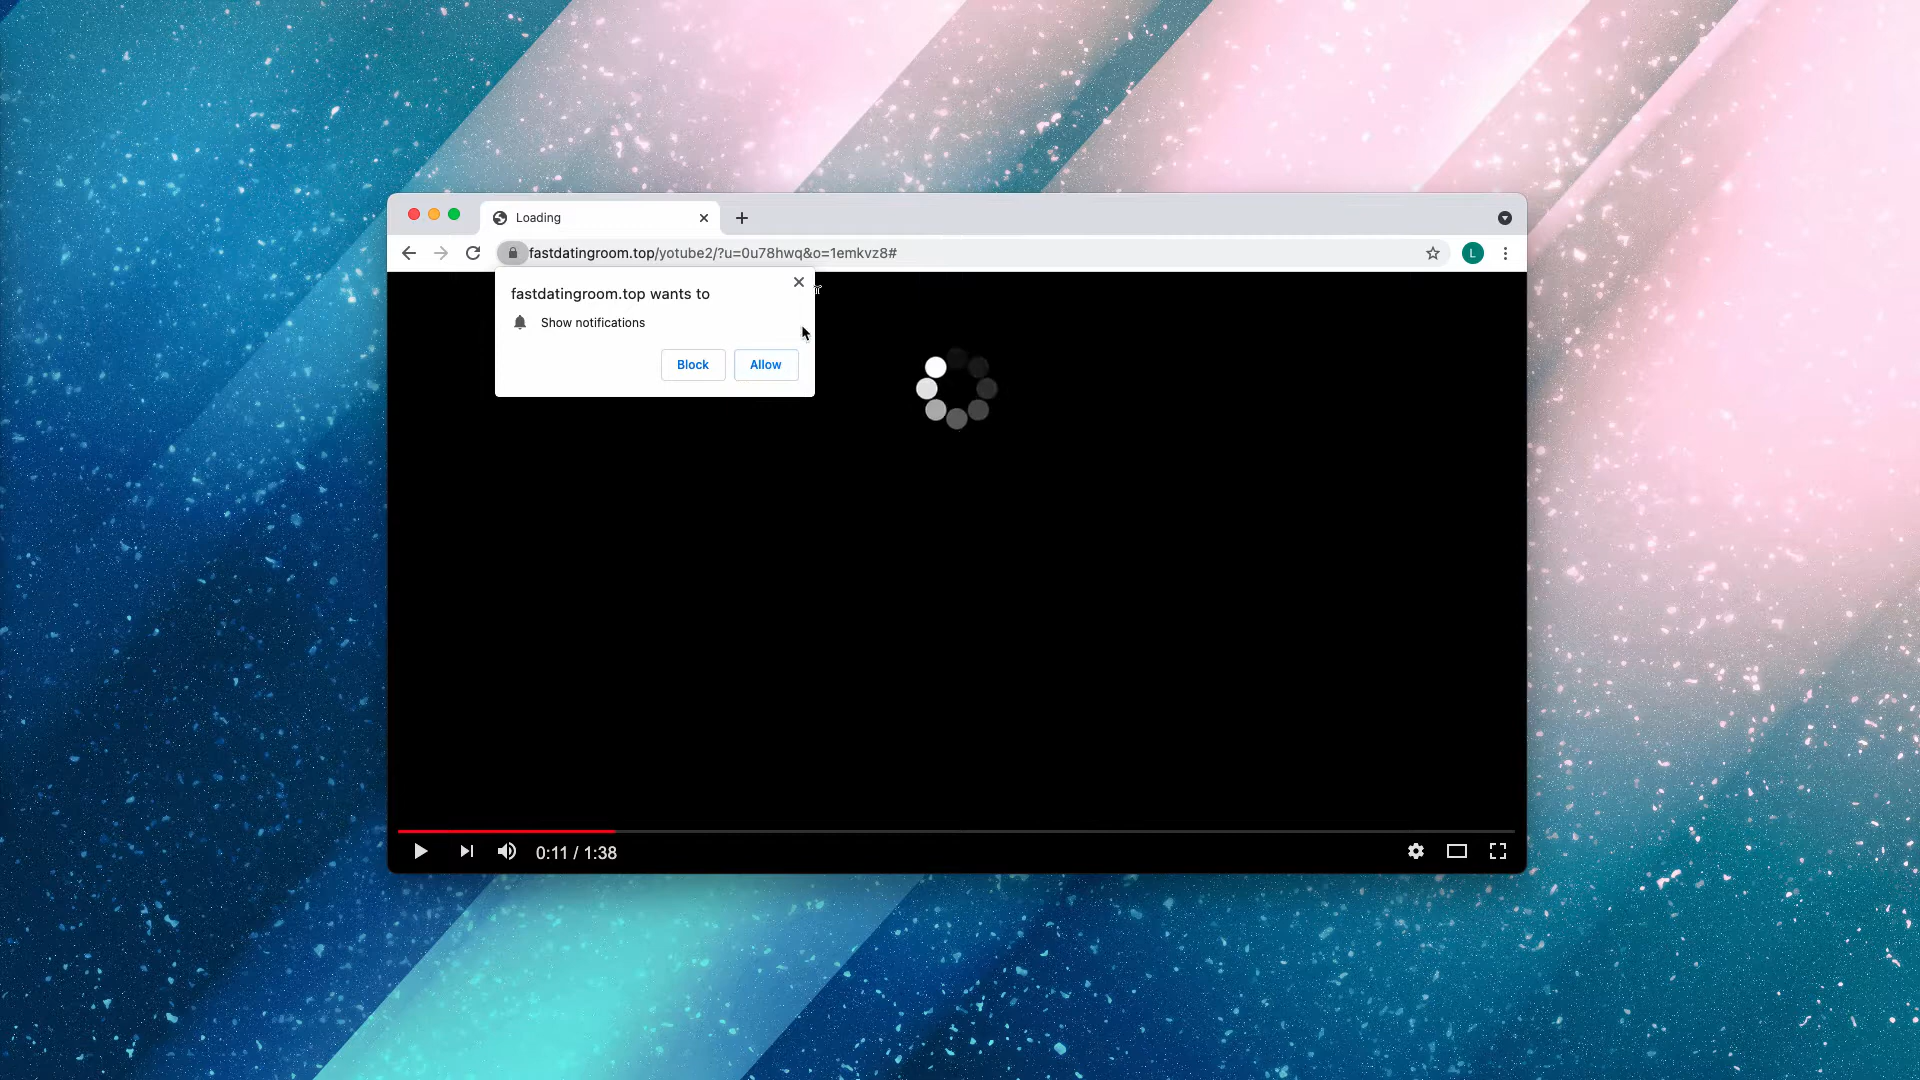 Loading
fastdatingroom.top/yotube2/?u=0u78hwq&o=1emkvz8#
L
fastdatingroom.top wants to
Show notifications
Block
Allow
0:11 / 1:38